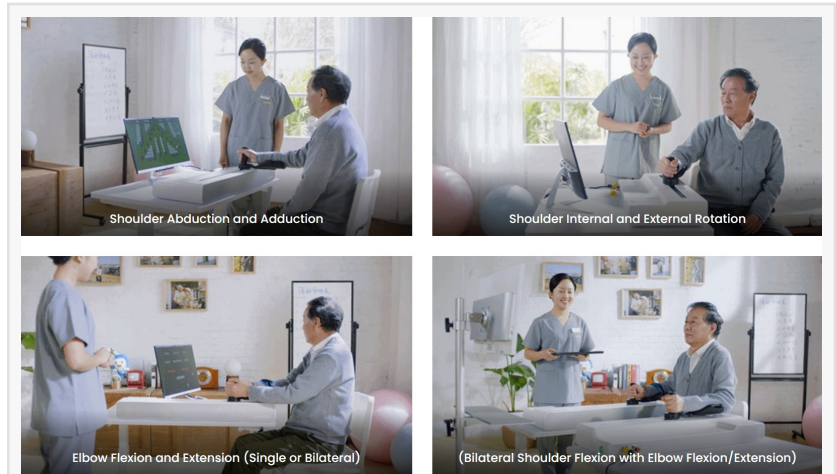 Shoulder Abduction and Adduction
Shoulder Internal and External Rotation
Elbow Flexion and Extension (Single or Bilateral)
(Bilateral Shoulder Flexion with Elbow Flexion/Extension)